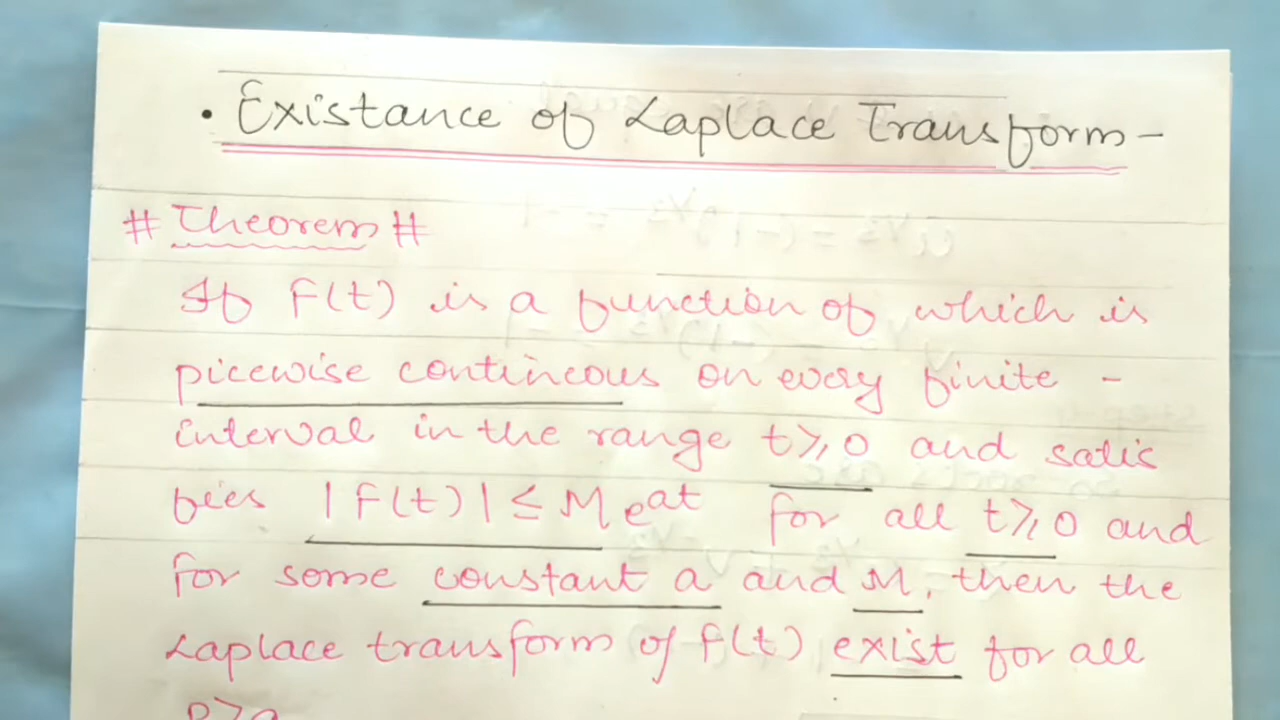 • Existance of Laplace Transform -
# Theorem #
If F(t) is a function of which is
picewise contincous on every finite -
interval in the range t⩾0 and satis
fies |F(t)| ≤ Meᵃᵗ for all t⩾0 and
for some constant a and M, then the
Laplace transform of F(t) exist for all
P>a